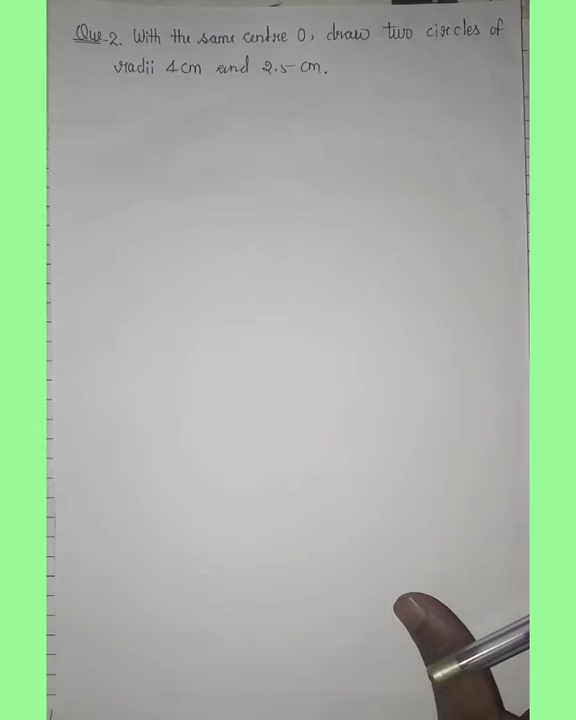 Que-2. With the same centre O, draw two circles of
radii 4cm and 2.5 cm.